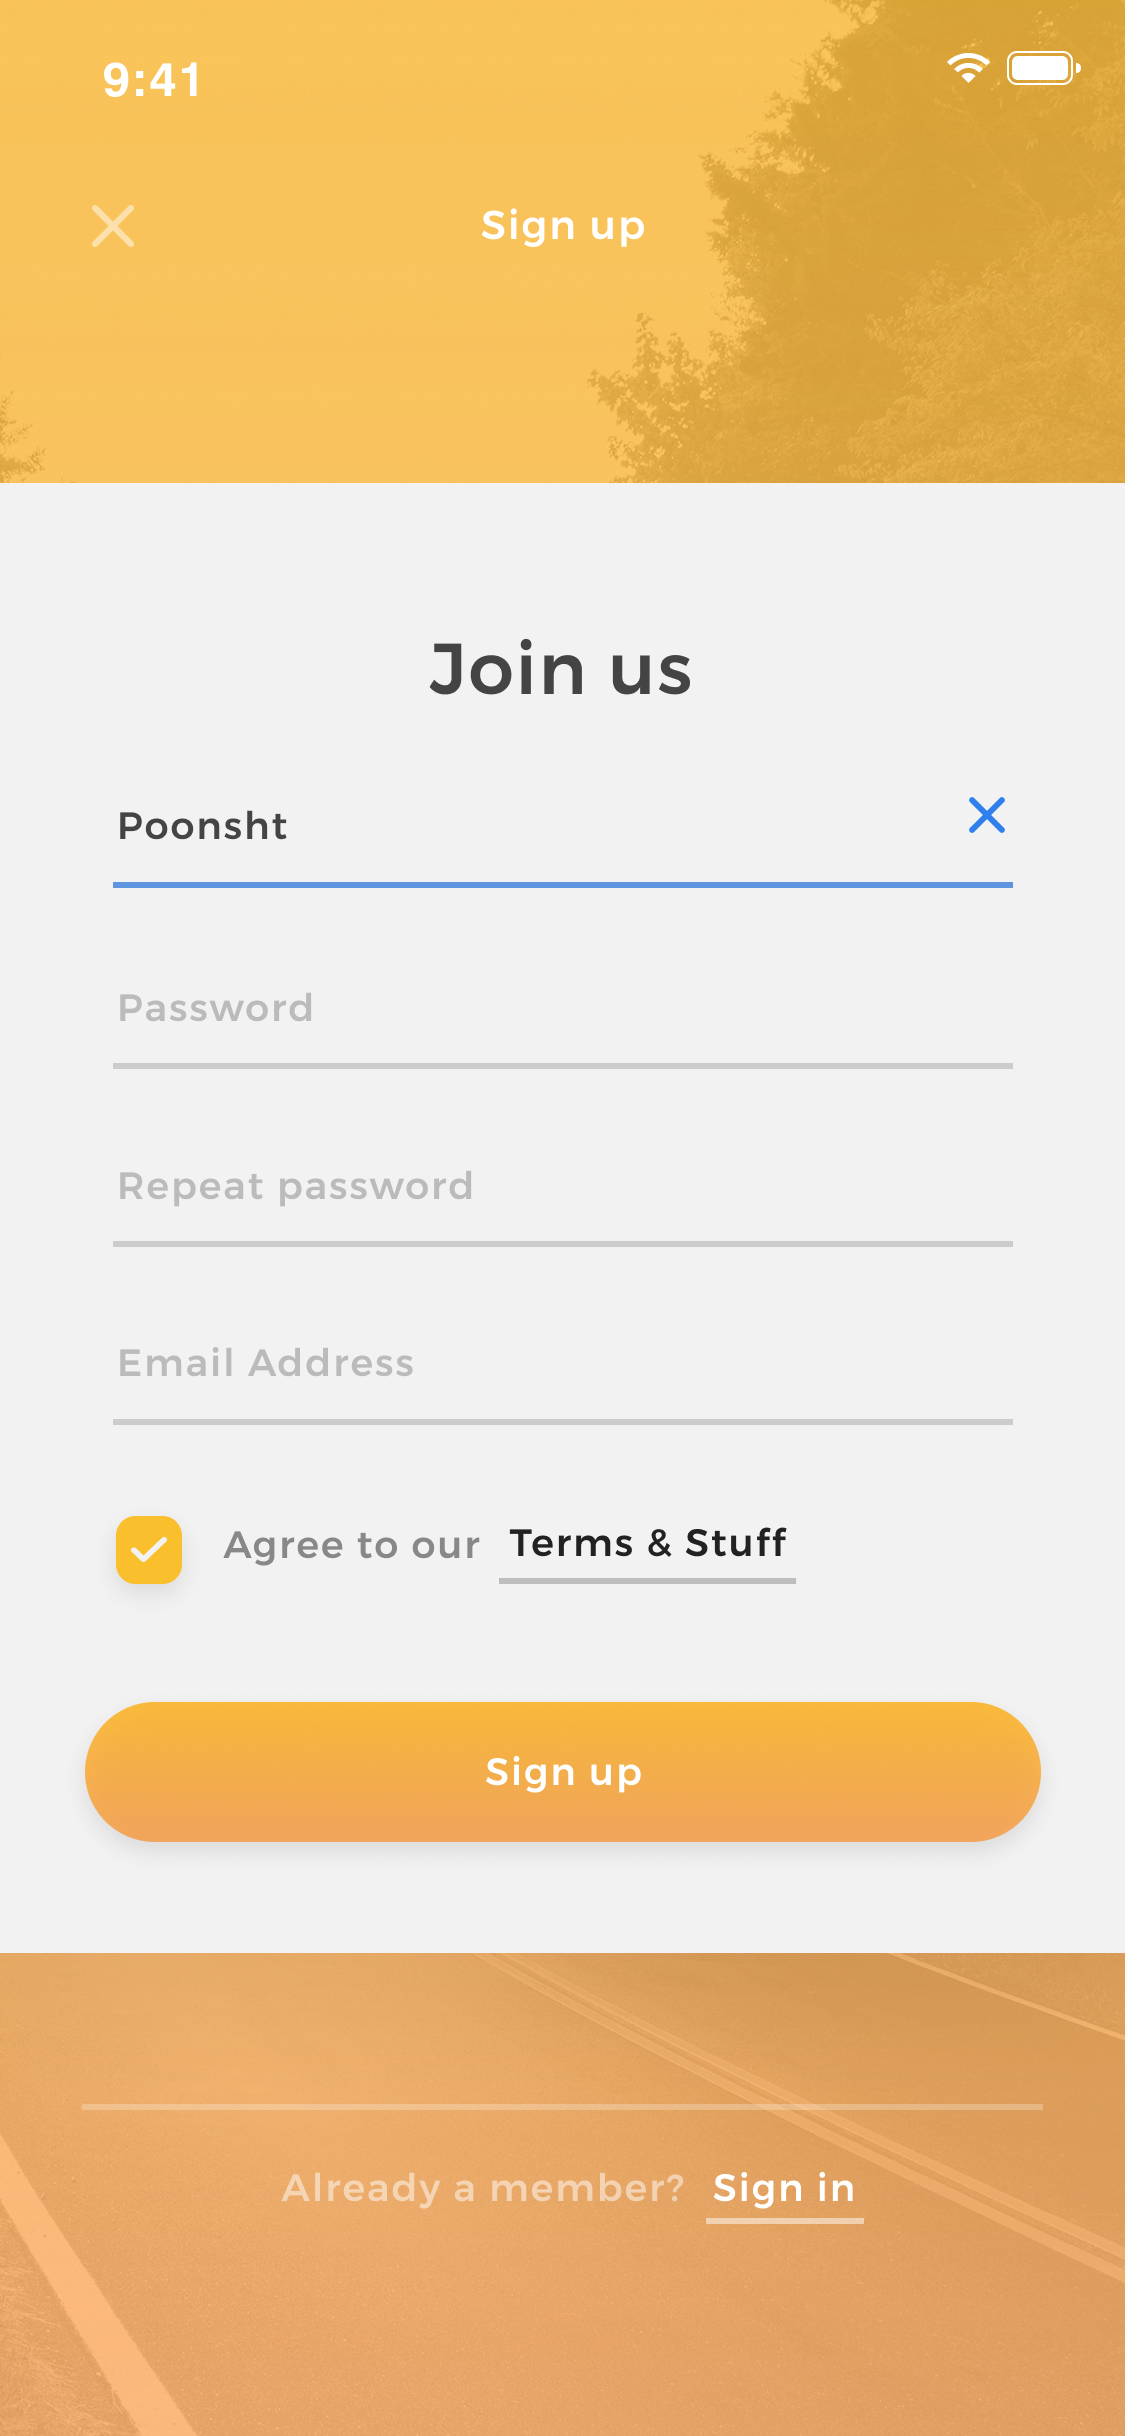 9:41
Sign up
Join us
Poonsht
Password
Repeat password
Email Address
Agree to our Terms & Stuff
Sign up
Already a member? Sign in